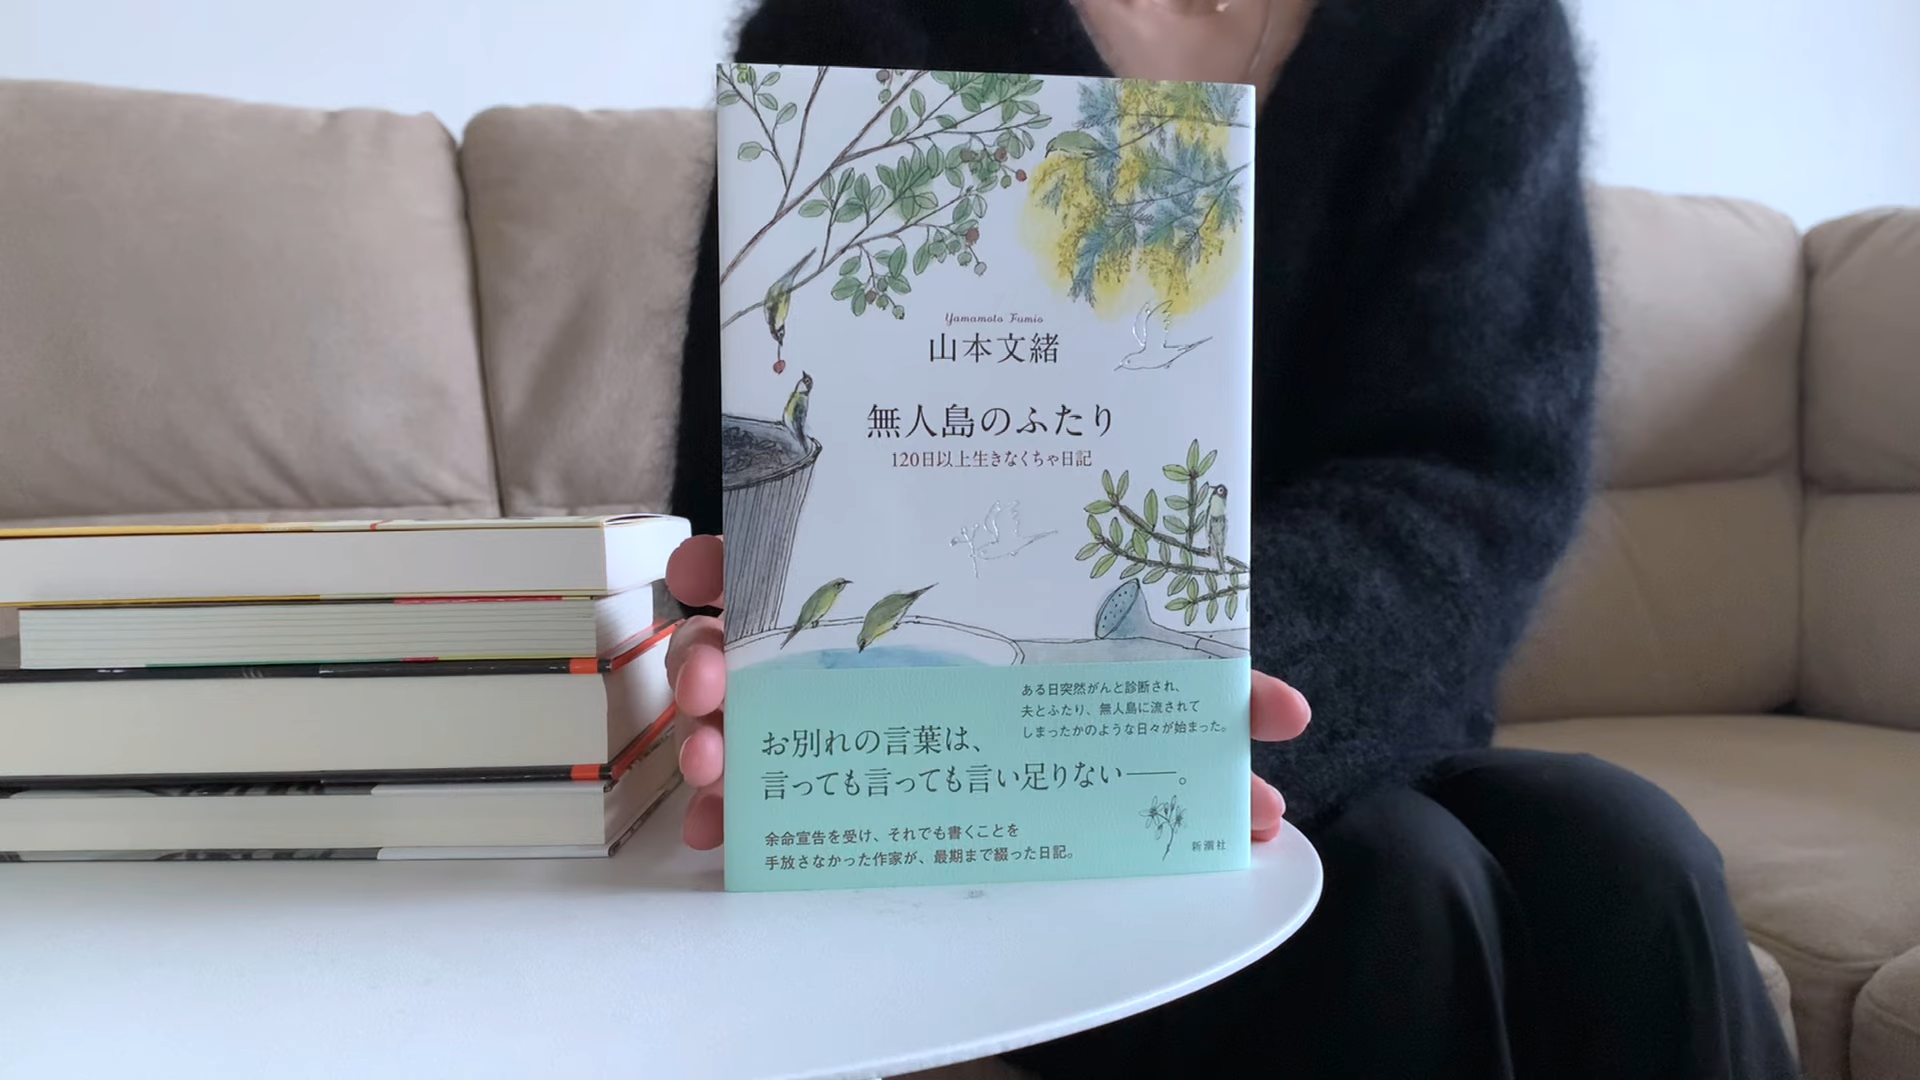 Yamamoto Fumio
山本文緒
無人島のふたり
120日以上生きなくちゃ日記
ある日突然がんと診断され、
夫とふたり、無人島に流されて
しまったかのような日々が始まった。
お別れの言葉は、
言っても言っても言い足りない──。
余命宣告を受け、それでも書くことを
手放さなかった作家が、最期まで綴った日記。
新潮社